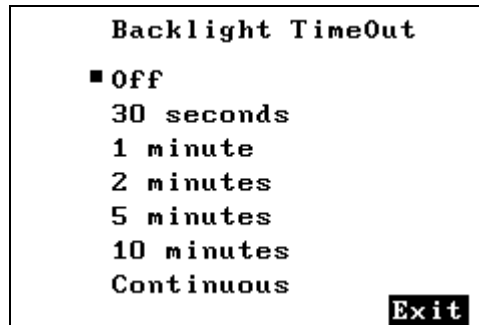 Backlight TimeOut
■ Off
30 seconds
1 minute
2 minutes
5 minutes
10 minutes
Continuous
Exit